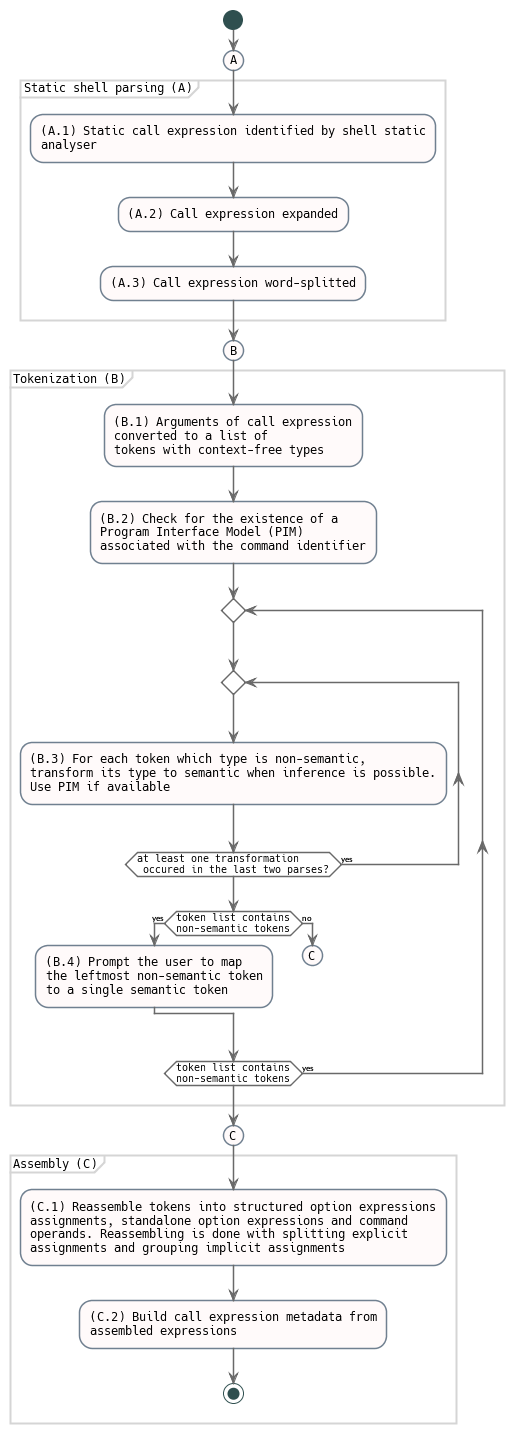 A
Static shell parsing (A)
(A.1) Static call expression identified by shell static
analyser
(A.2) Call expression expanded
(A.3) Call expression word-splitted
B
Tokenization (B)
(B.1) Arguments of call expression
converted to a list of
tokens with context-free types
(B.2) Check for the existence of a
Program Interface Model (PIM)
associated with the command identifier
(B.3) For each token which type is non-semantic,
transform its type to semantic when inference is possible.
Use PIM if available
at least one transformation
occured in the last two parses?
yes
yes
token list contains
non-semantic tokens
no
C
(B.4) Prompt the user to map
the leftmost non-semantic token
to a single semantic token
token list contains
non-semantic tokens
yes
C
Assembly (C)
(C.1) Reassemble tokens into structured option expressions
assignments, standalone option expressions and command
operands. Reassembling is done with splitting explicit
assignments and grouping implicit assignments
(C.2) Build call expression metadata from
assembled expressions